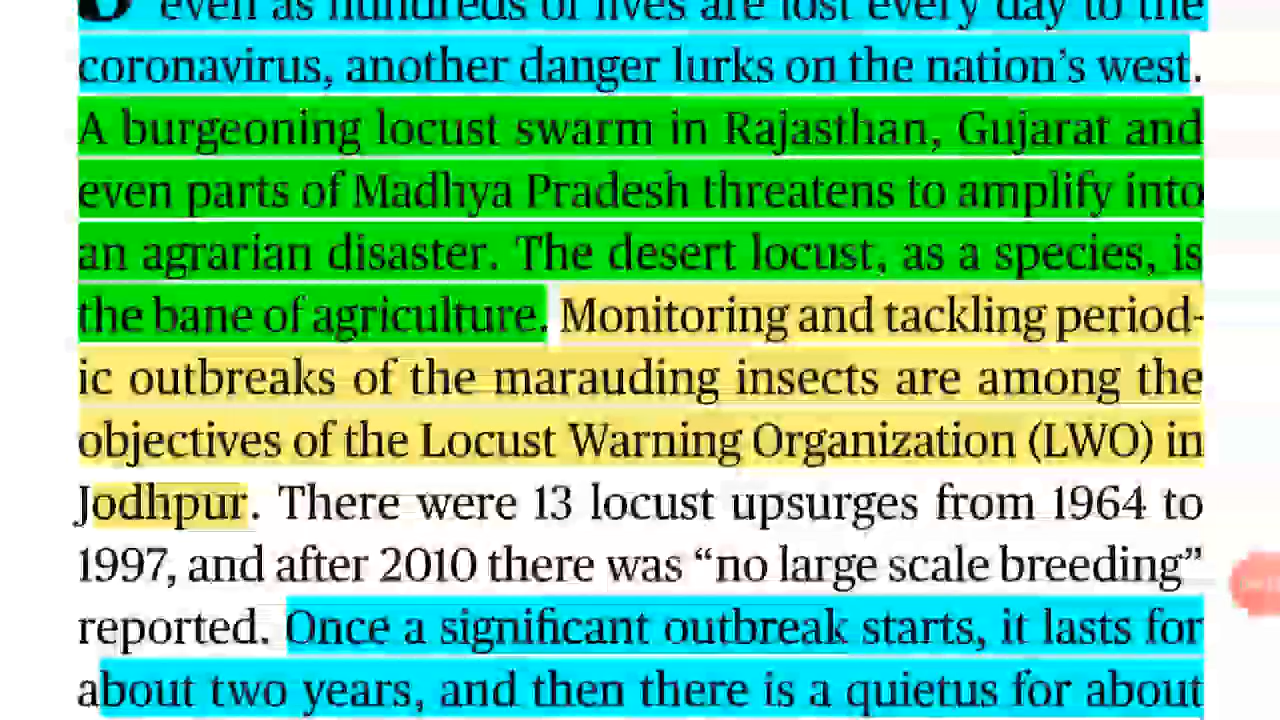 even as hundreds of lives are lost every day to the
coronavirus, another danger lurks on the nation’s west.
A burgeoning locust swarm in Rajasthan, Gujarat and
even parts of Madhya Pradesh threatens to amplify into
an agrarian disaster. The desert locust, as a species, is
the bane of agriculture. Monitoring and tackling period-
ic outbreaks of the marauding insects are among the
objectives of the Locust Warning Organization (LWO) in
Jodhpur. There were 13 locust upsurges from 1964 to
1997, and after 2010 there was “no large scale breeding”
reported. Once a significant outbreak starts, it lasts for
about two years, and then there is a quietus for about